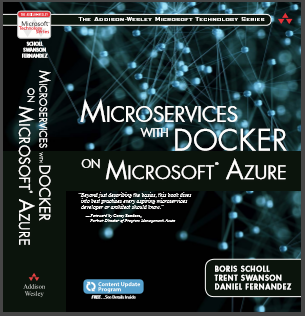 THE ADDISON-WESLEY MICROSOFT TECHNOLOGY SERIES
Microsoft
Technology
SCHOLL
SWANSON
FERNANDEZ
MICROSERVICES WITH DOCKER
ON MICROSOFT® AZURE
Addison
Wesley
MICROSERVICES
WITH DOCKER
ON MICROSOFT® AZURE
"Beyond just describing the basics, this book dives
into best practices every aspiring microservices
developer or architect should know."
—Foreword by Corey Sanders,
Partner Director of Program Management Azure
Content Update
Program
FREE...See Details Inside
BORIS SCHOLL
TRENT SWANSON
DANIEL FERNANDEZ